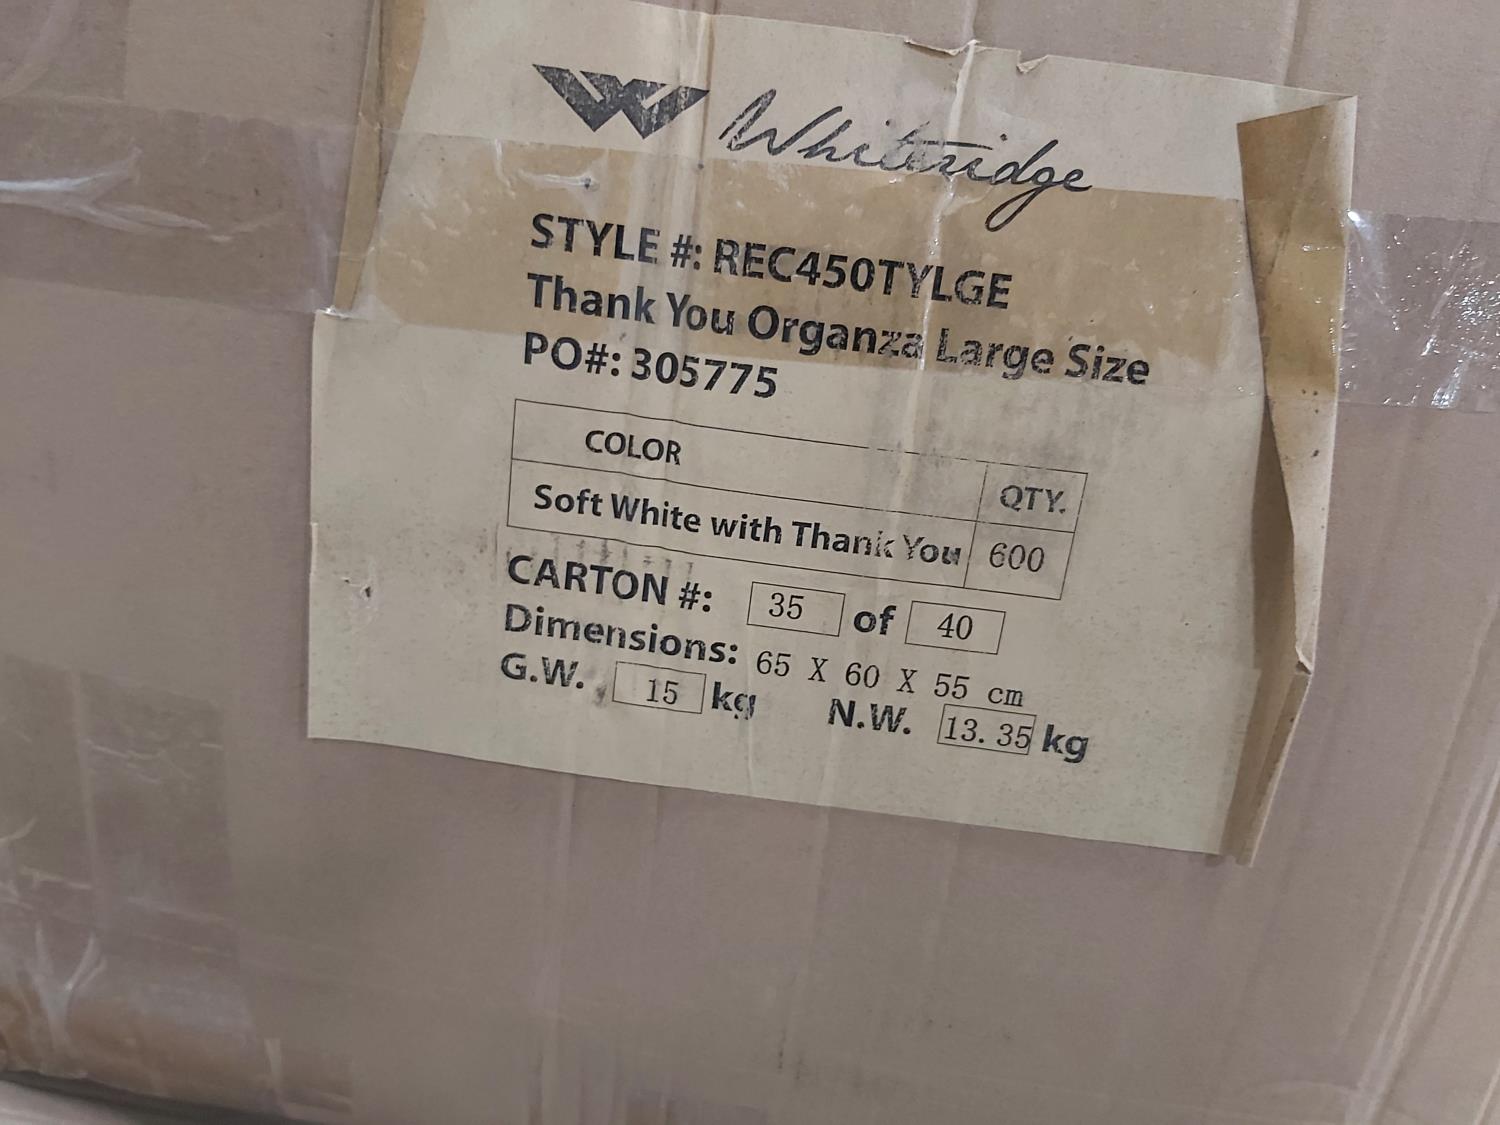 Whiteridge
STYLE #: REC450TYLGE
Thank You Organza Large Size
PO#: 305775
COLOR QTY.
Soft White with Thank You 600
CARTON #: 35 of 40
Dimensions: 65 X 60 X 55 cm
G.W. 15 kg N.W. 13.35 kg